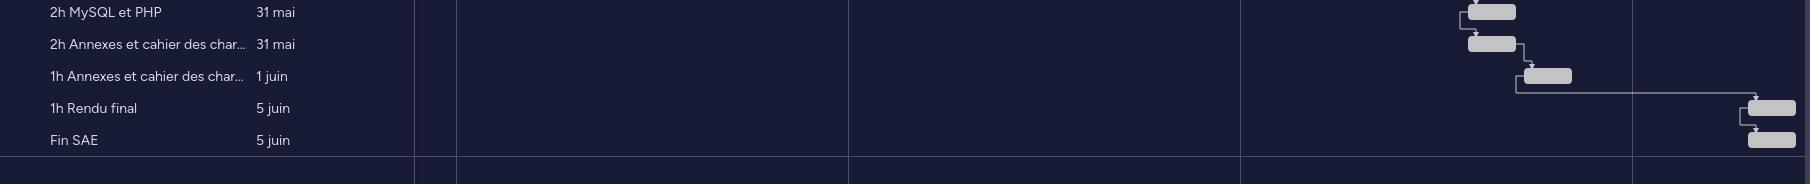 2h MySQL et PHP 31 mai
2h Annexes et cahier des char... 31 mai
1h Annexes et cahier des char... 1 juin
1h Rendu final 5 juin
Fin SAE 5 juin